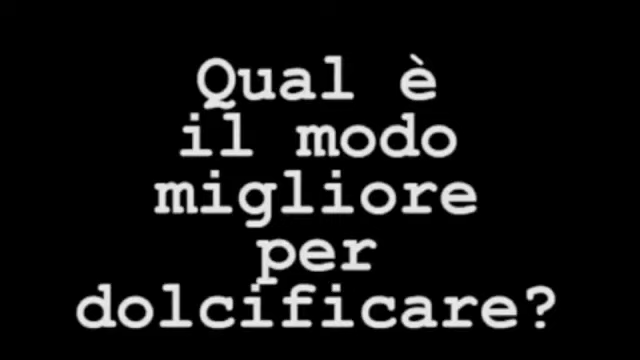 Qual è
il modo
migliore
per
dolcificare?